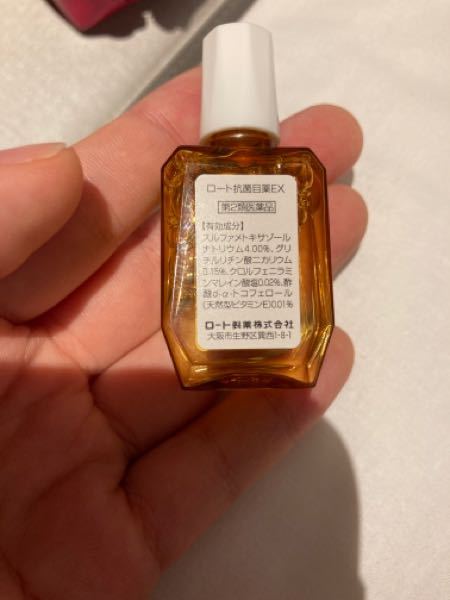 ロート抗菌目薬EX
第2類医薬品
【有効成分】
スルファメトキサゾール
ナトリウム4.00%、グリ
チルリチン酸二カリウム
0.15%、クロルフェニラミ
ンマレイン酸塩0.02%、酢
酸d-α-トコフェロール
(天然型ビタミンE)0.01%
ロート製薬株式会社
大阪市生野区巽西1-8-1